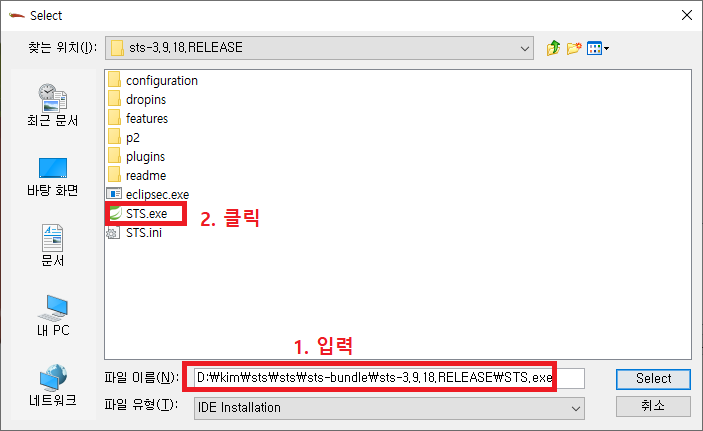 Select
찾는 위치(I):
sts-3.9.18.RELEASE
최근 문서
바탕 화면
문서
내 PC
네트워크
configuration
dropins
features
p2
plugins
readme
eclipsec.exe
STS.exe
2. 클릭
STS.ini
1. 입력
파일 이름(N):
D:₩kim₩sts₩sts₩sts-bundle₩sts-3.9.18.RELEASE₩STS.exe
Select
파일 유형(T):
IDE Installation
취소